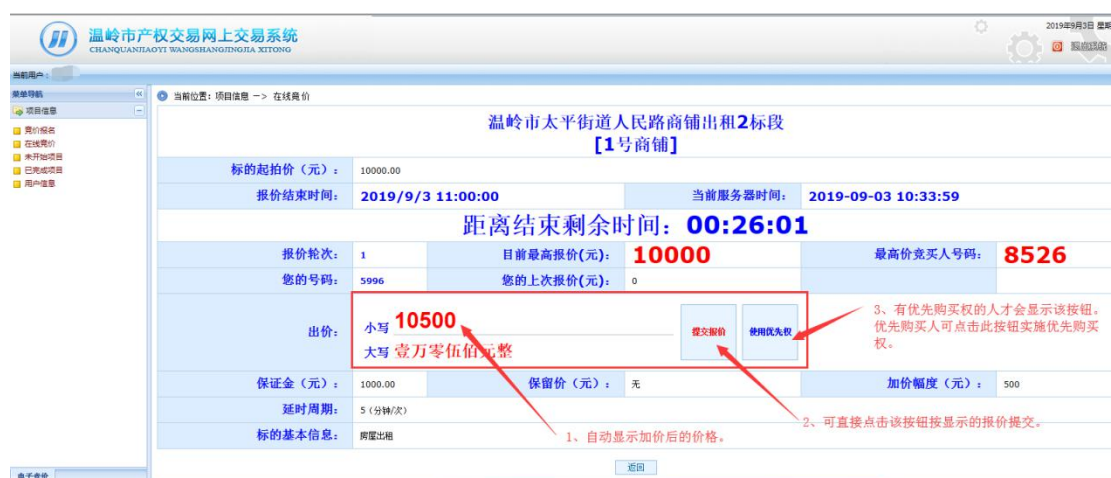 温岭市产权交易网上交易系统
CHANQUANJIAOYI WANGSHANGJINGJIA XITONG
2019年9月3日 星期
当前用户：
菜单导航
项目信息
竞价报名
在线竞价
未开始项目
已完成项目
用户信息
当前位置：项目信息 -> 在线竞价
温岭市太平街道人民路商铺出租2标段
[1号商铺]
标的起拍价（元）： 10000.00
报价结束时间： 2019/9/3 11:00:00 当前服务器时间： 2019-09-03 10:33:59
距离结束剩余时间：00:26:01
报价轮次： 1 目前最高报价(元)： 10000 最高价竞买人号码： 8526
您的号码： 5996 您的上次报价(元)： 0
出价：
小写 10500
大写 壹万零伍佰元整
提交报价 使用优先权
3、有优先购买权的人才会显示该按钮。
优先购买人可点击此按钮实施优先购买
权。
保证金（元）： 1000.00 保留价（元）： 无 加价幅度（元）： 500
延时周期： 5（分钟/次）
标的基本信息： 房屋出租
1、自动显示加价后的价格。
2、可直接点击该按钮按显示的报价提交。
返回